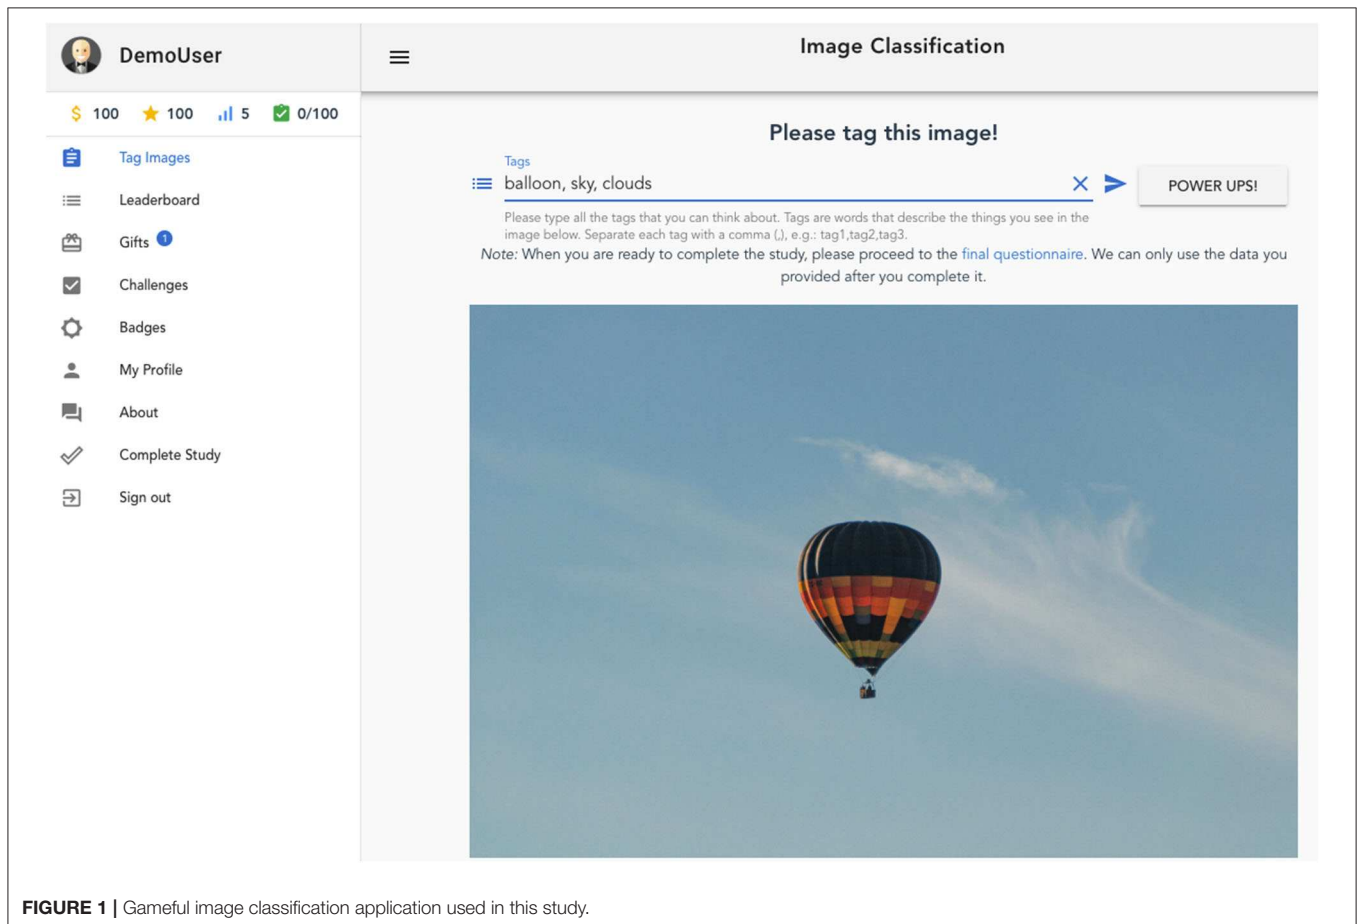 DemoUser
Image Classification
$ 100 100 5 0/100
Please tag this image!
Tag Images
Tags
balloon, sky, clouds
POWER UPS!
Leaderboard
Please type all the tags that you can think about. Tags are words that describe the things you see in the
image below. Separate each tag with a comma (,), e.g.: tag1,tag2,tag3.
Gifts 1
Note: When you are ready to complete the study, please proceed to the final questionnaire. We can only use the data you
provided after you complete it.
Challenges
Badges
My Profile
About
Complete Study
Sign out
FIGURE 1 | Gameful image classification application used in this study.